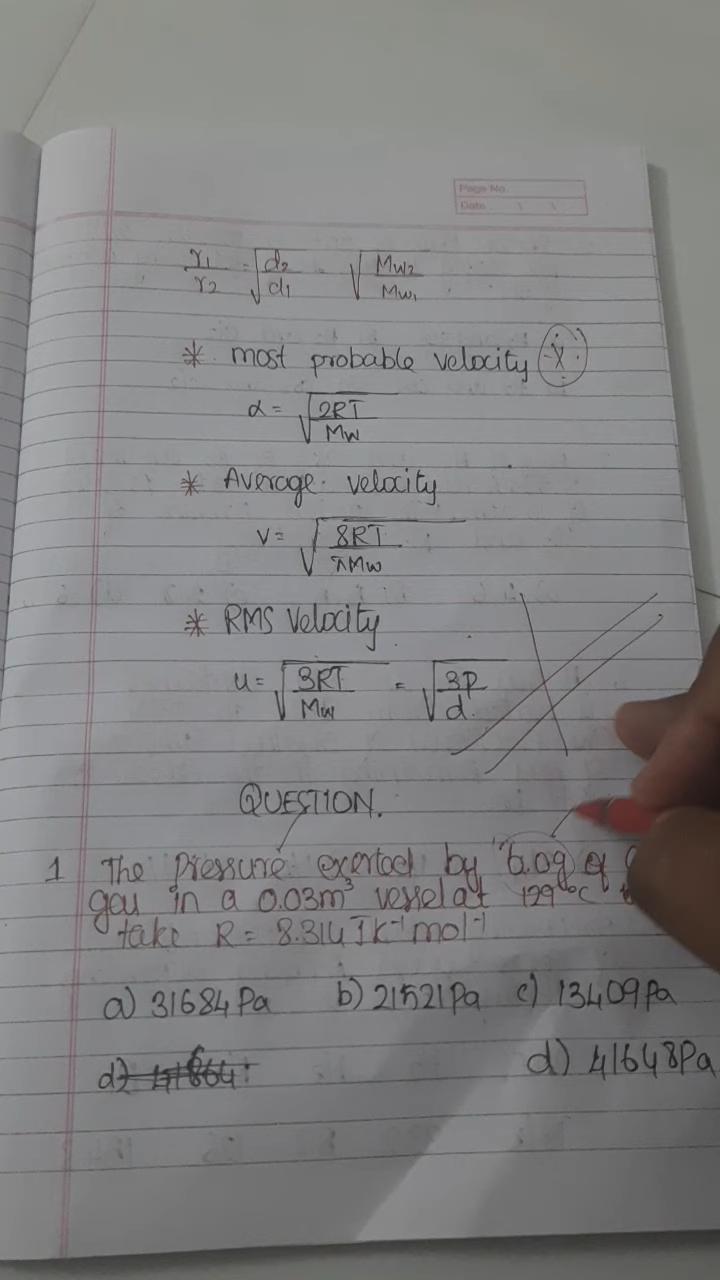 Page No.
Date
r1/r2 = √d2/d1 = √Mw2/Mw1
* most probable velocity
α = √2RT/Mw
* Average velocity
v = √8RT/πMw
* RMS Velocity
u = √3RT/Mw = √3P/d
QUESTION.
1 The pressure exerted by 6.0g of
gas in a 0.03m³ vessel at 129°C
take R = 8.314 JK⁻¹mol⁻¹
a) 31684 Pa b) 21521 Pa c) 13409 Pa
d) 41648 Pa